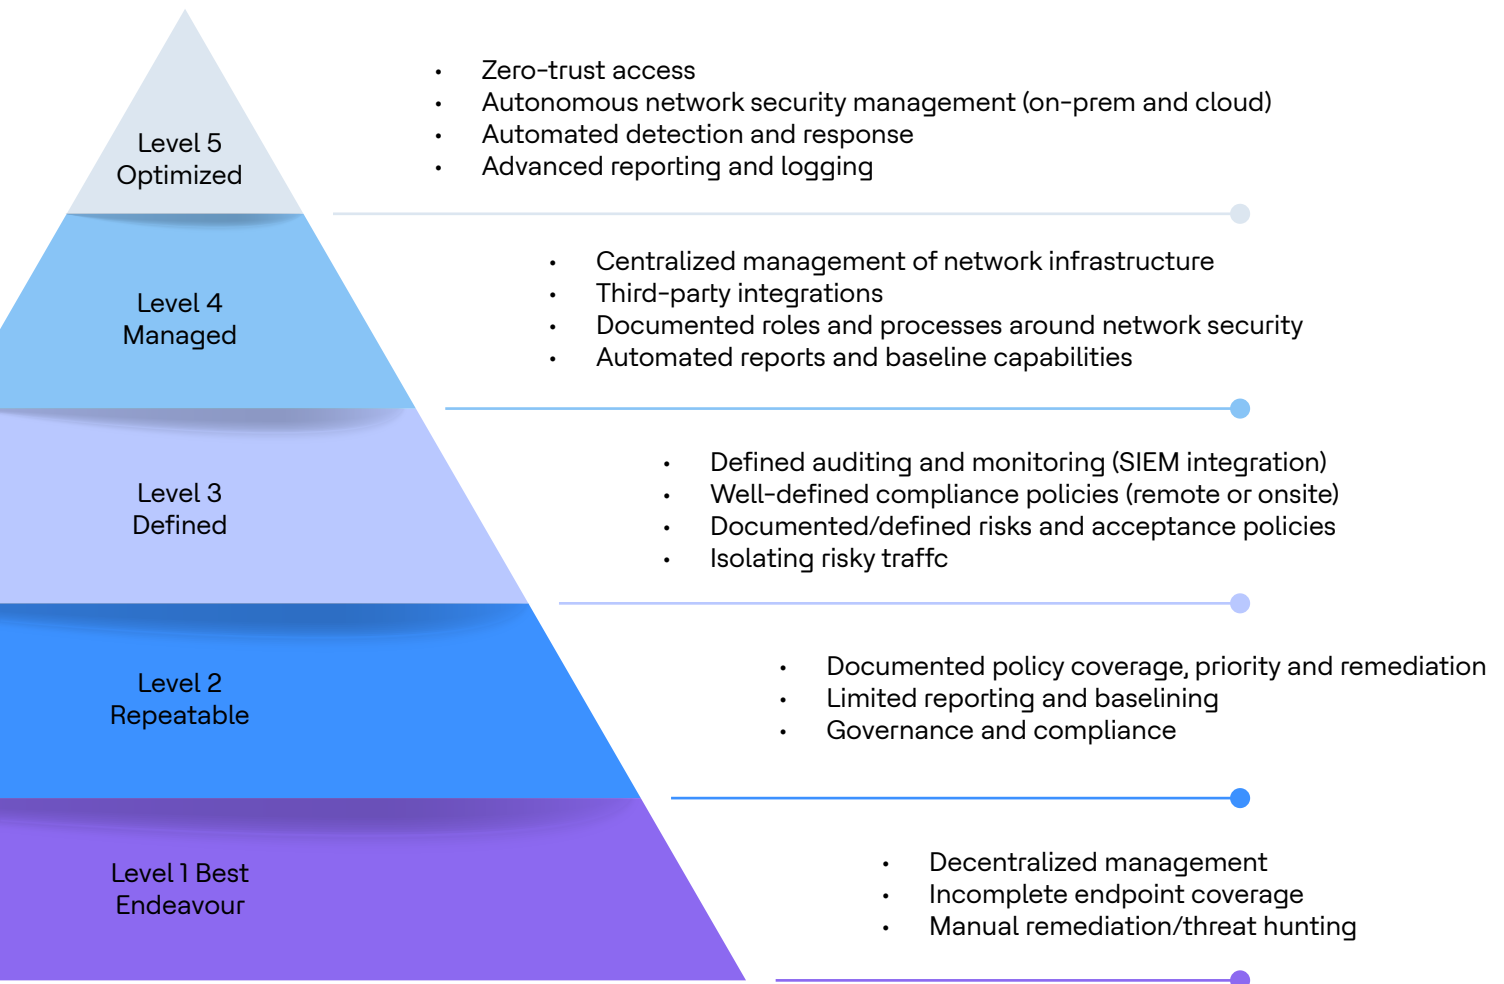 Level 5
Optimized
• Zero-trust access
• Autonomous network security management (on-prem and cloud)
• Automated detection and response
• Advanced reporting and logging
Level 4
Managed
• Centralized management of network infrastructure
• Third-party integrations
• Documented roles and processes around network security
• Automated reports and baseline capabilities
Level 3
Defined
• Defined auditing and monitoring (SIEM integration)
• Well-defined compliance policies (remote or onsite)
• Documented/defined risks and acceptance policies
• Isolating risky traffc
Level 2
Repeatable
• Documented policy coverage, priority and remediation
• Limited reporting and baselining
• Governance and compliance
Level 1 Best
Endeavour
• Decentralized management
• Incomplete endpoint coverage
• Manual remediation/threat hunting